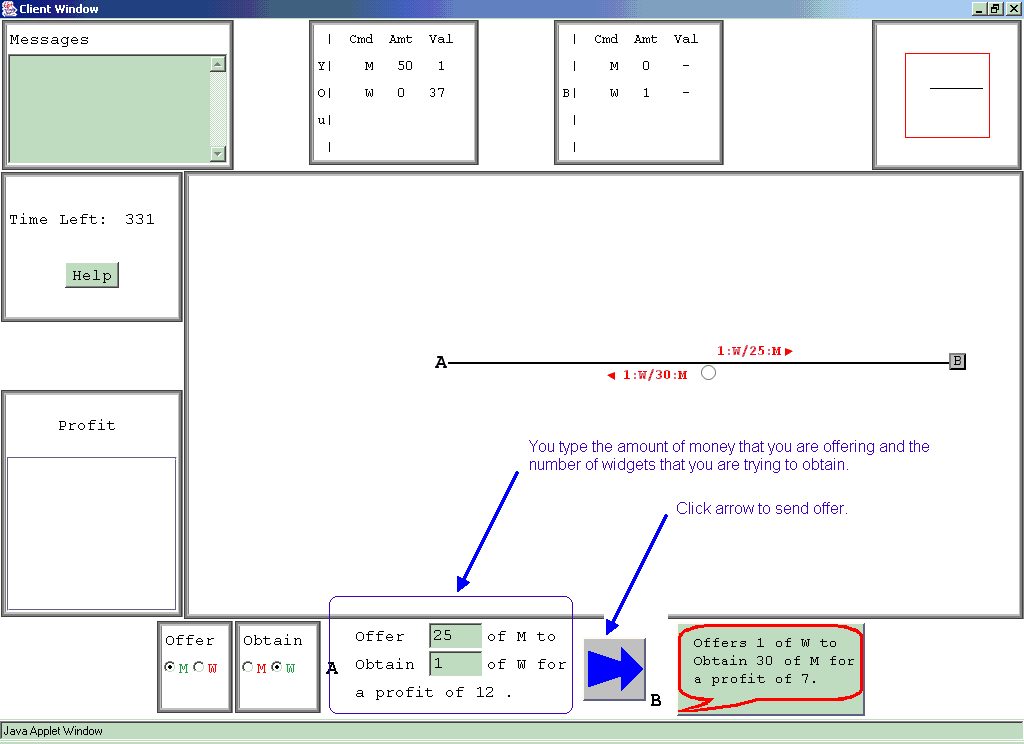 Client Window
Messages
| Cmd Amt Val
Y| M 50 1
O| W 0 37
u|
|
| Cmd Amt Val
| M 0 -
B| W 1 -
|
|
Time Left: 331
Help
1:W/25:M
A
B
1:W/30:M
Profit
You type the amount of money that you are offering and the
number of widgets that you are trying to obtain.
Click arrow to send offer.
Offer
M W
Obtain
M W
A
Offer 25 of M to
Obtain 1 of W for
a profit of 12 .
B
Offers 1 of W to
Obtain 30 of M for
a profit of 7.
Java Applet Window